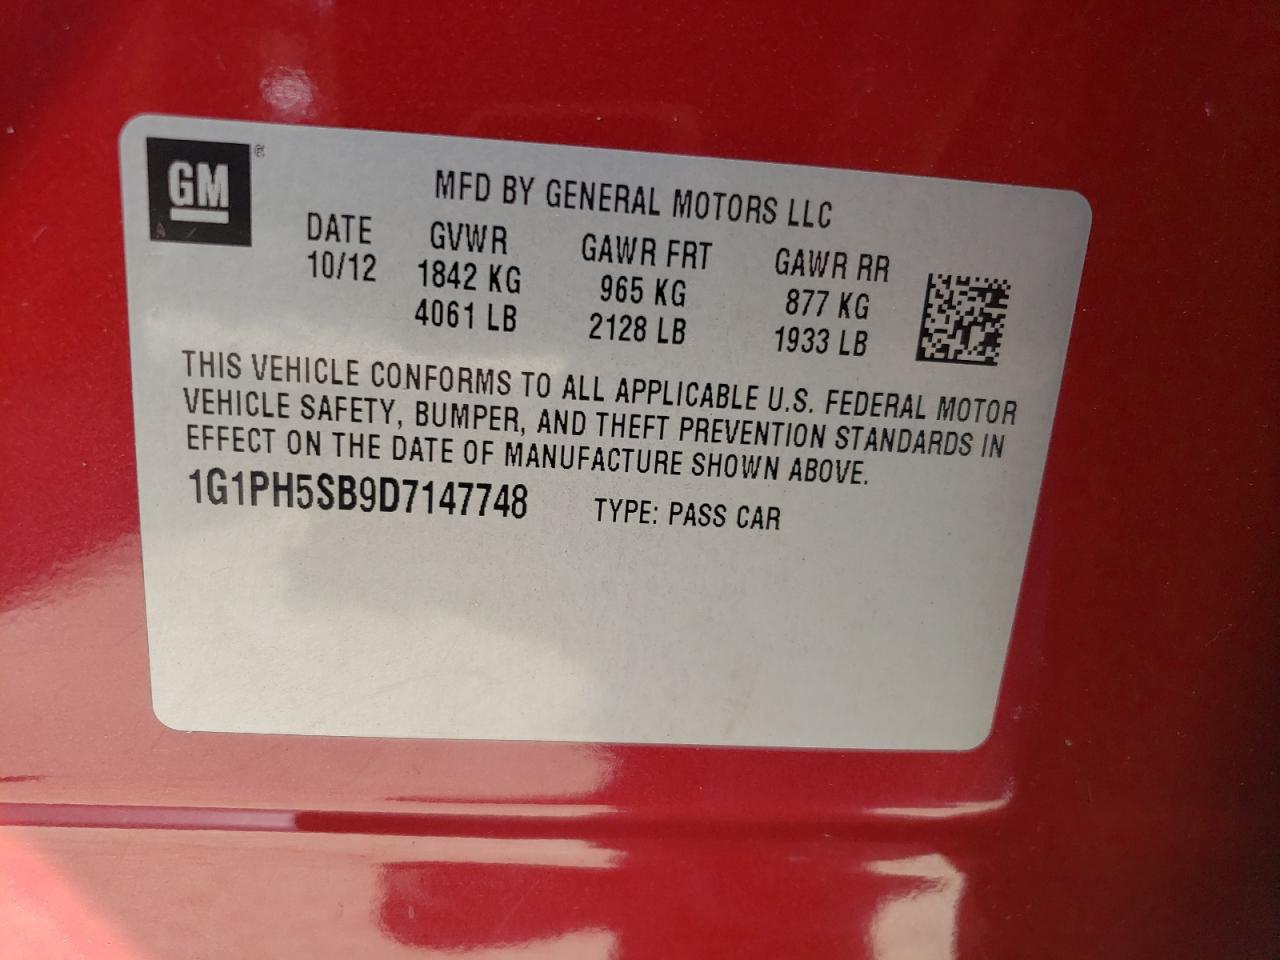 GM ®
MFD BY GENERAL MOTORS LLC
DATE GVWR GAWR FRT GAWR RR
10/12 1842 KG 965 KG 877 KG
4061 LB 2128 LB 1933 LB
THIS VEHICLE CONFORMS TO ALL APPLICABLE U.S. FEDERAL MOTOR
VEHICLE SAFETY, BUMPER, AND THEFT PREVENTION STANDARDS IN
EFFECT ON THE DATE OF MANUFACTURE SHOWN ABOVE.
1G1PH5SB9D7147748 TYPE: PASS CAR